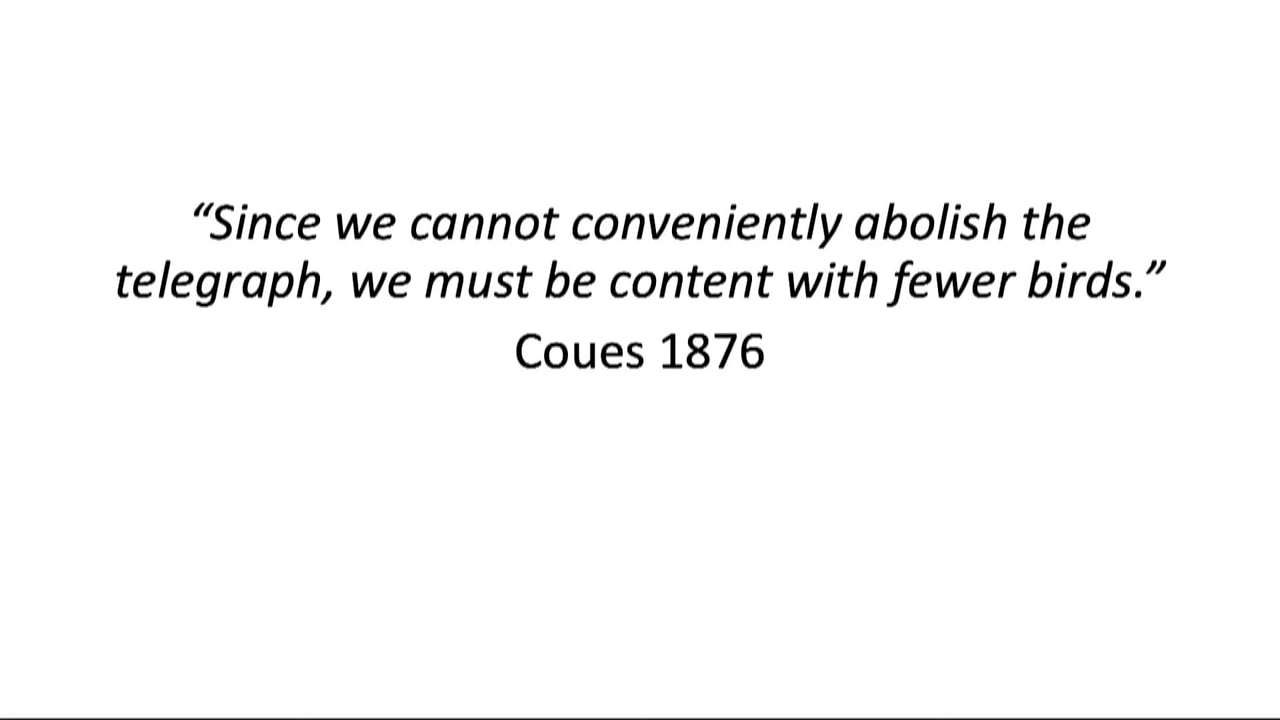 “Since we cannot conveniently abolish the
telegraph, we must be content with fewer birds.”
Coues 1876